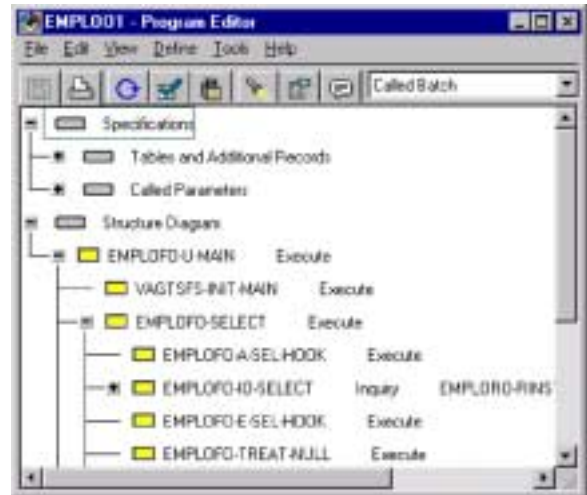 EMPLO01 - Program Editor
File Edit View Define Tools Help
Called Batch
Specifications
Tables and Additional Records
Called Parameters
Structure Diagram
EMPLOFO-U-MAIN Execute
VAGTSFS-INIT-MAIN Execute
EMPLOFO-SELECT Execute
EMPLOFO-A-SEL-HOOK Execute
EMPLOFO-IO-SELECT Inquiry EMPLORO-RINS
EMPLOFO-E-SEL-HOOK Execute
EMPLOFO-TREAT-NULL Execute